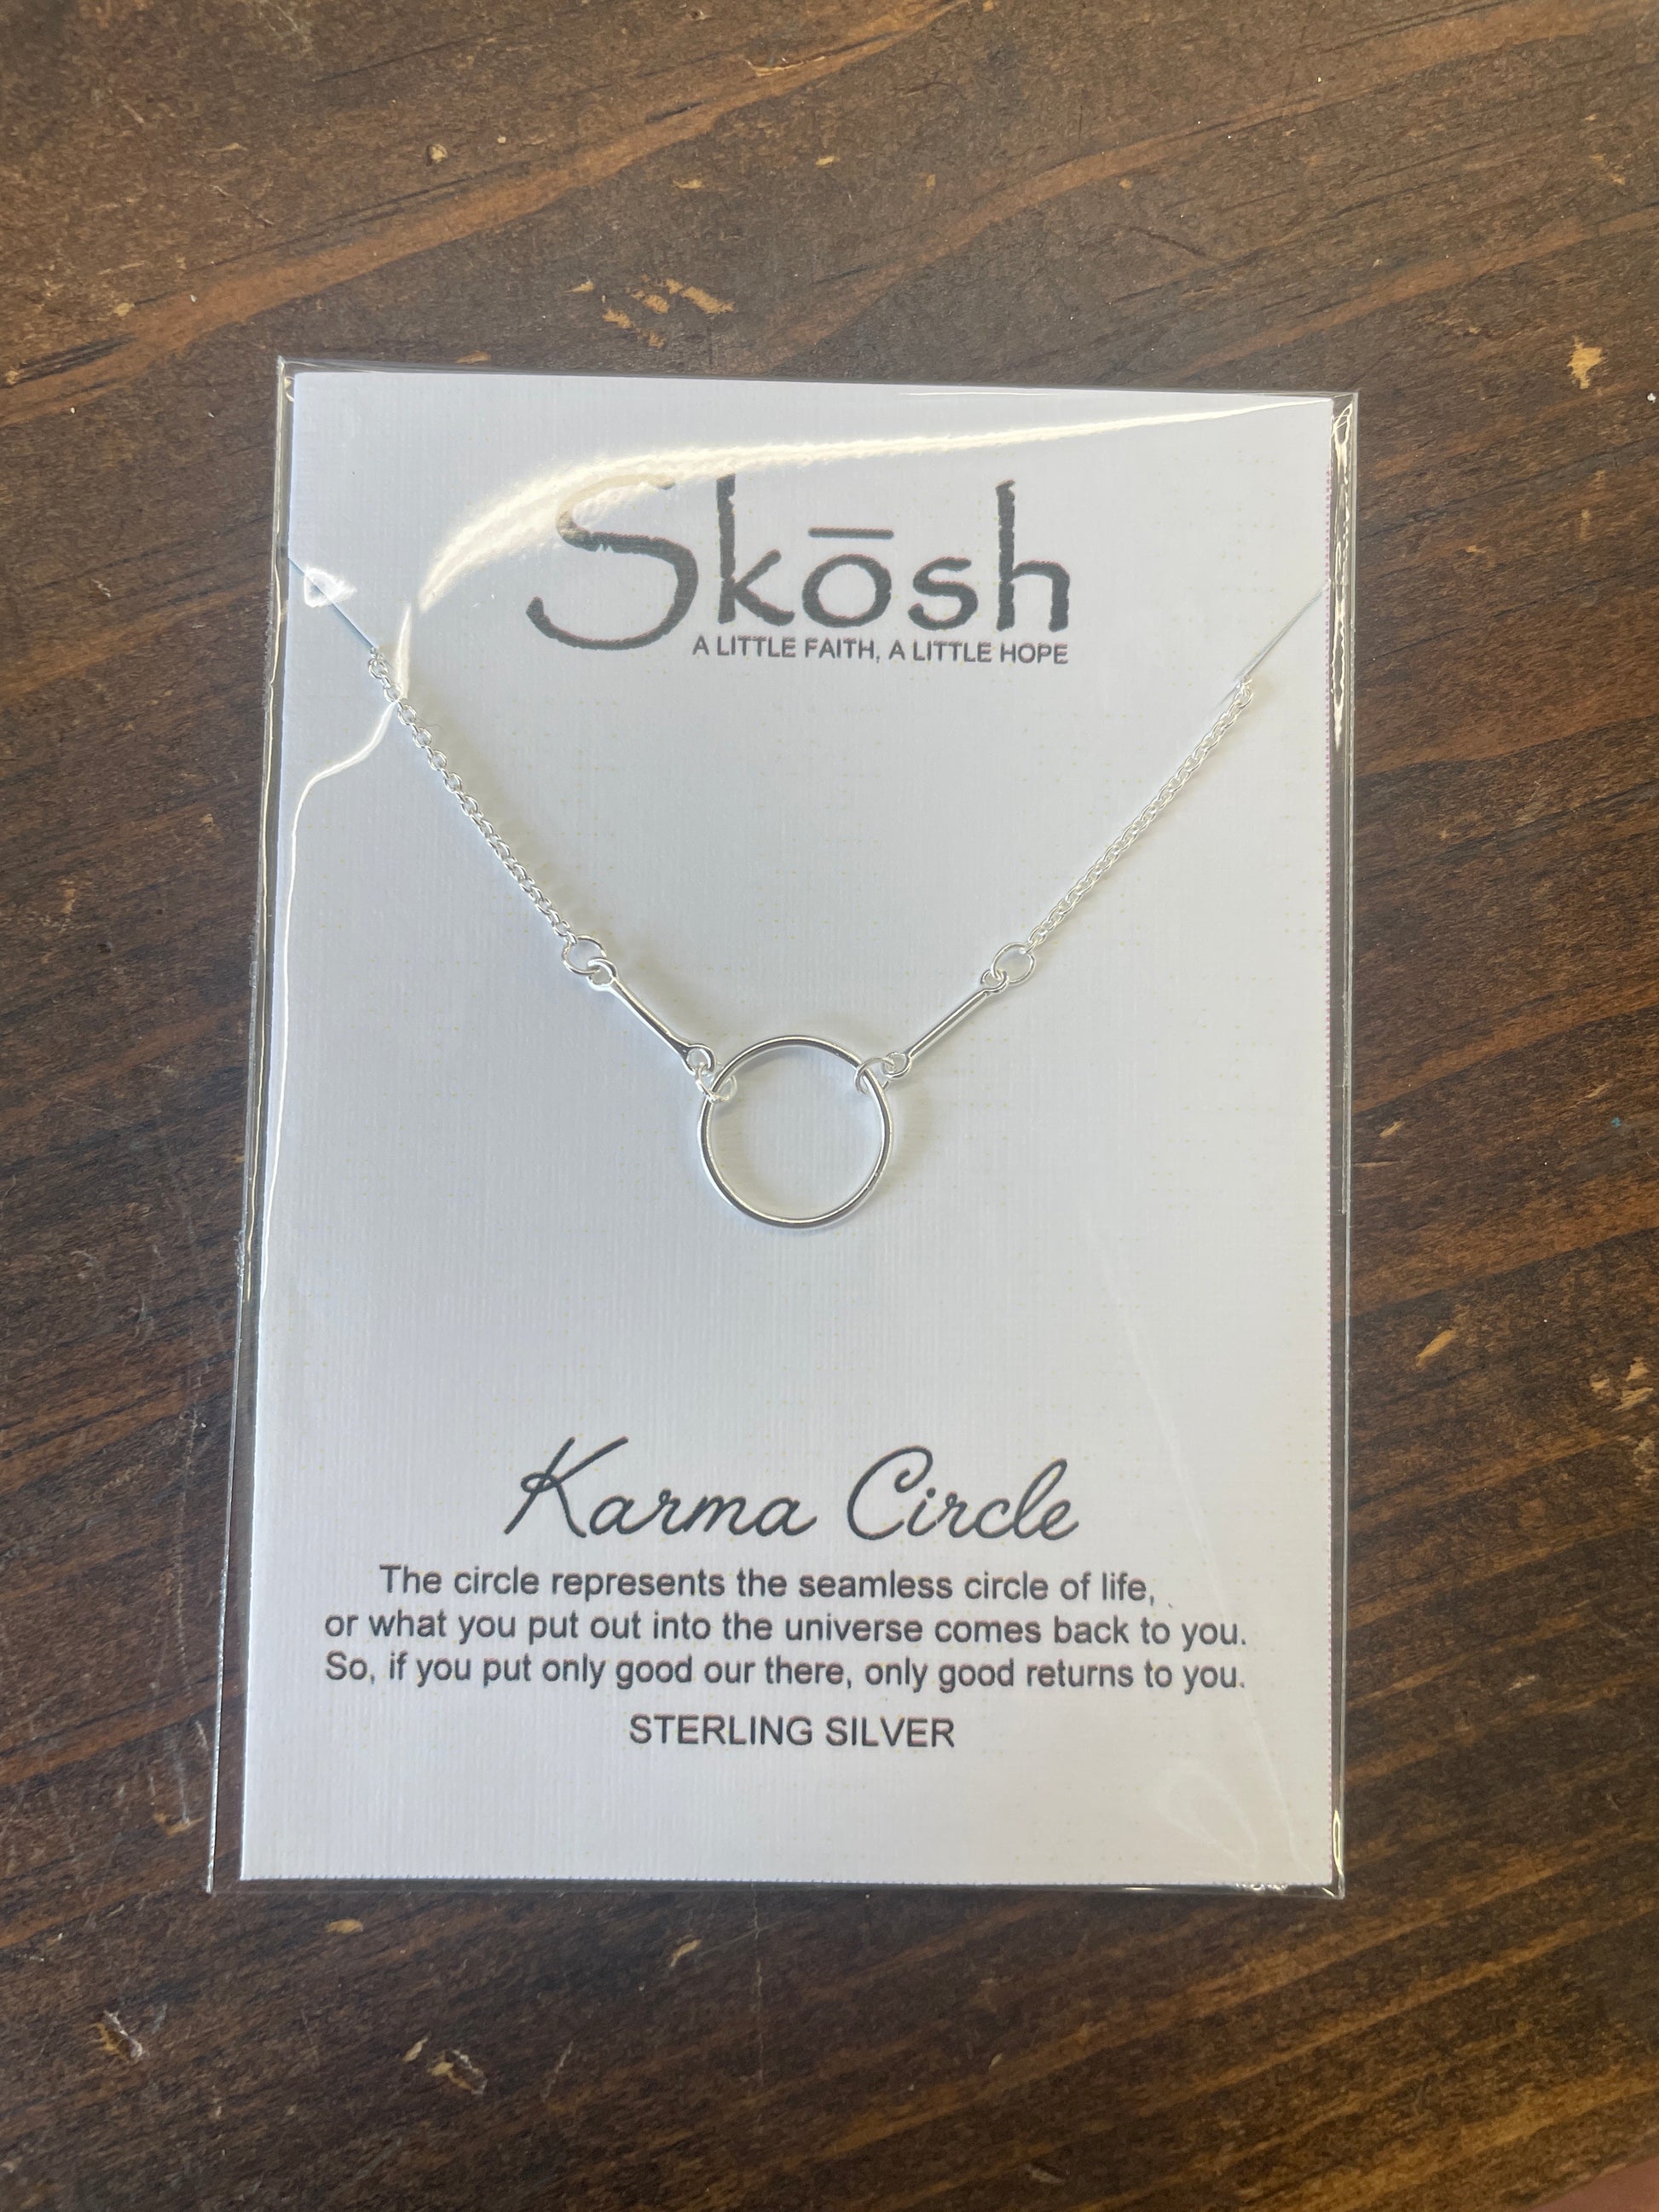 Skōsh
A LITTLE FAITH, A LITTLE HOPE
Karma Circle
The circle represents the seamless circle of life,
or what you put out into the universe comes back to you.
So, if you put only good our there, only good returns to you.
STERLING SILVER